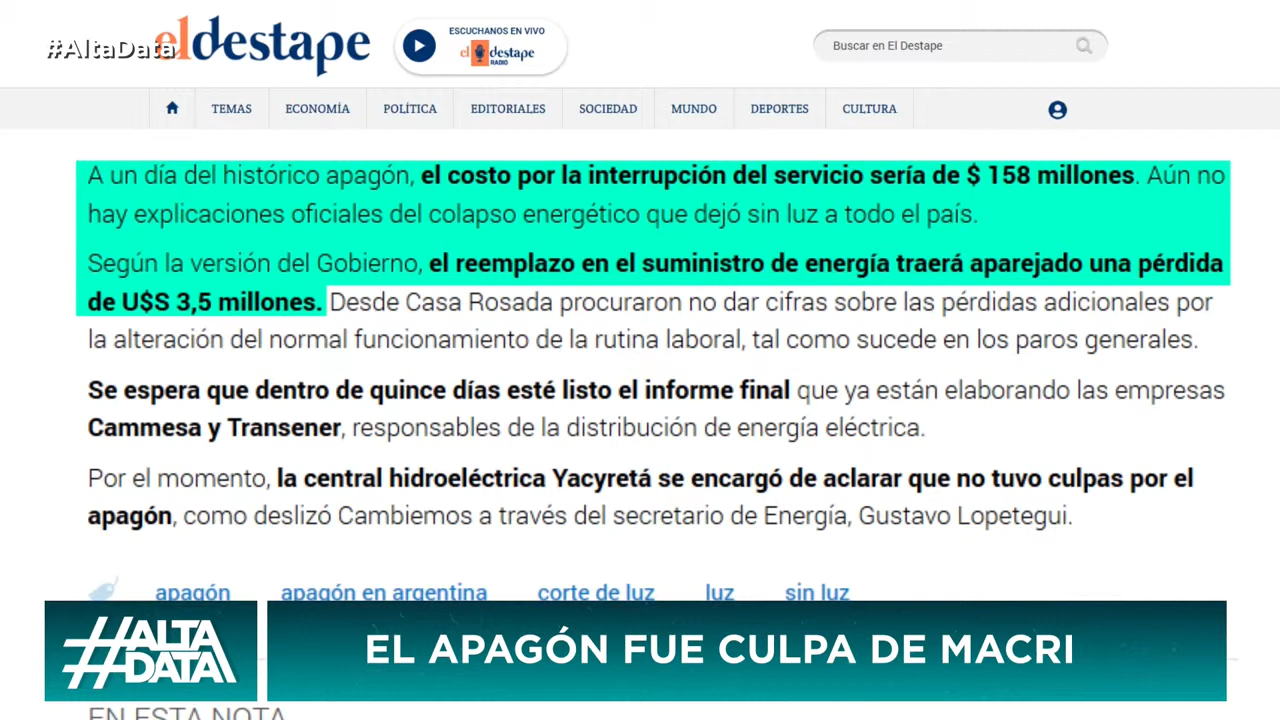 #AltaData
el destape
ESCUCHANOS EN VIVO
el destape
RADIO
Buscar en El Destape
TEMAS ECONOMÍA POLÍTICA EDITORIALES SOCIEDAD MUNDO DEPORTES CULTURA
A un día del histórico apagón, el costo por la interrupción del servicio sería de $ 158 millones. Aún no
hay explicaciones oficiales del colapso energético que dejó sin luz a todo el país.
Según la versión del Gobierno, el reemplazo en el suministro de energía traerá aparejado una pérdida
de U$S 3,5 millones. Desde Casa Rosada procuraron no dar cifras sobre las pérdidas adicionales por
la alteración del normal funcionamiento de la rutina laboral, tal como sucede en los paros generales.
Se espera que dentro de quince días esté listo el informe final que ya están elaborando las empresas
Cammesa y Transener, responsables de la distribución de energía eléctrica.
Por el momento, la central hidroeléctrica Yacyretá se encargó de aclarar que no tuvo culpas por el
apagón, como deslizó Cambiemos a través del secretario de Energía, Gustavo Lopetegui.
apagón apagón en argentina corte de luz luz sin luz
#ALTA
DATA
EL APAGÓN FUE CULPA DE MACRI
EN ESTA NOTA